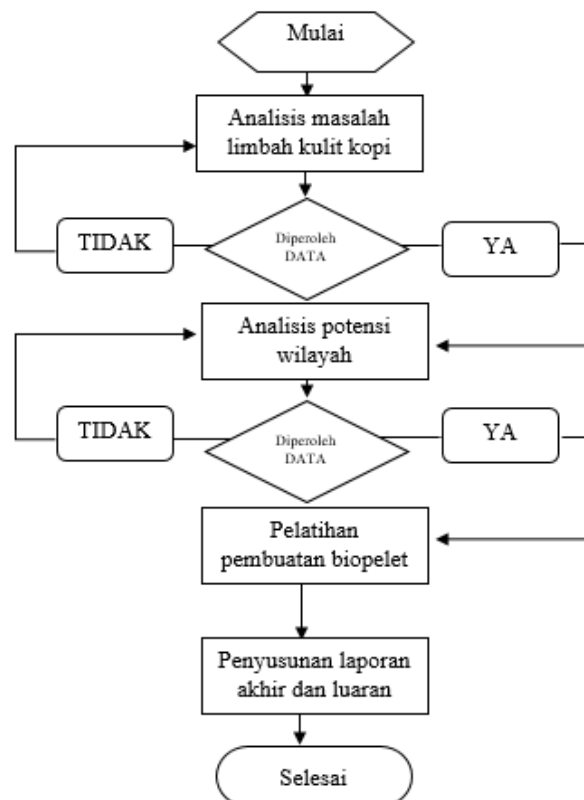 Mulai
Analisis masalah
limbah kulit kopi
TIDAK
Diperoleh
DATA
YA
Analisis potensi
wilayah
TIDAK
Diperoleh
DATA
YA
Pelatihan
pembuatan biopelet
Penyusunan laporan
akhir dan luaran
Selesai